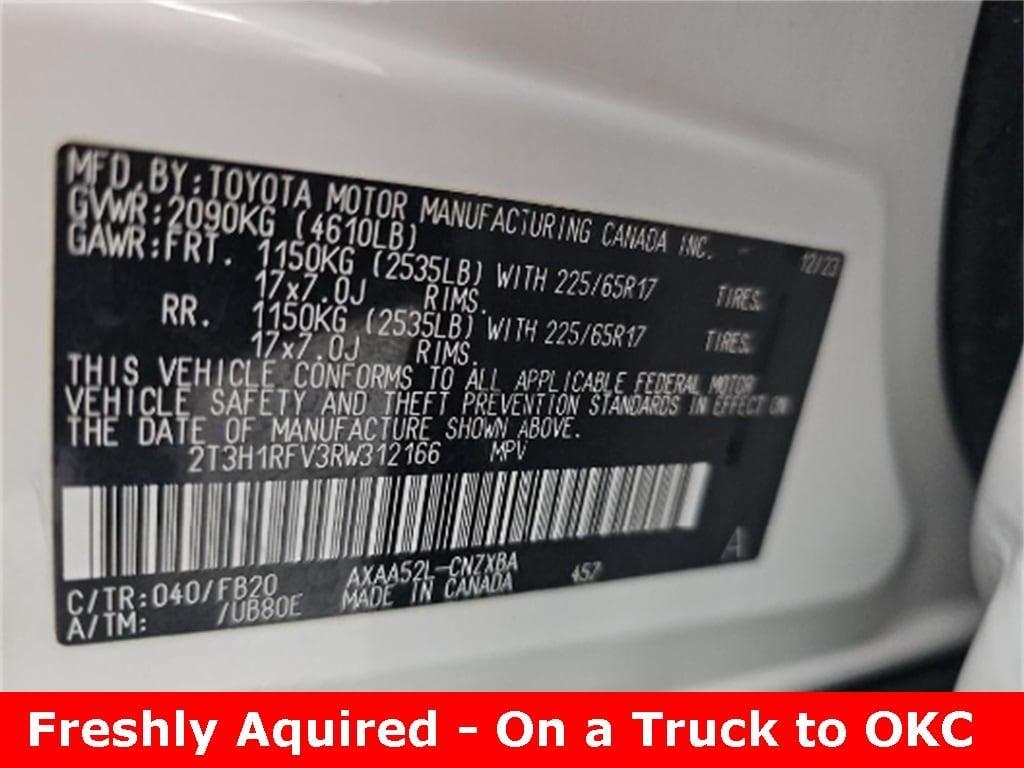 MFD.BY:TOYOTA MOTOR MANUFACTURING CANADA INC. 12/23
GVWR:2090KG (4610LB)
GAWR:FRT. 1150KG (2535LB) WITH 225/65R17 TIRES.
17x7.0J RIMS.
RR. 1150KG (2535LB) WITH 225/65R17 TIRES.
17x7.0J RIMS.
THIS VEHICLE CONFORMS TO ALL APPLICABLE FEDERAL MOTOR
VEHICLE SAFETY AND THEFT PREVENTION STANDARDS IN EFFECT ON
THE DATE OF MANUFACTURE SHOWN ABOVE.
2T3H1RFV3RW312166 MPV
A
C/TR:040/FB20 AXAA52L-CNZXBA 457
A/TM: /UB80E MADE IN CANADA
Freshly Aquired - On a Truck to OKC